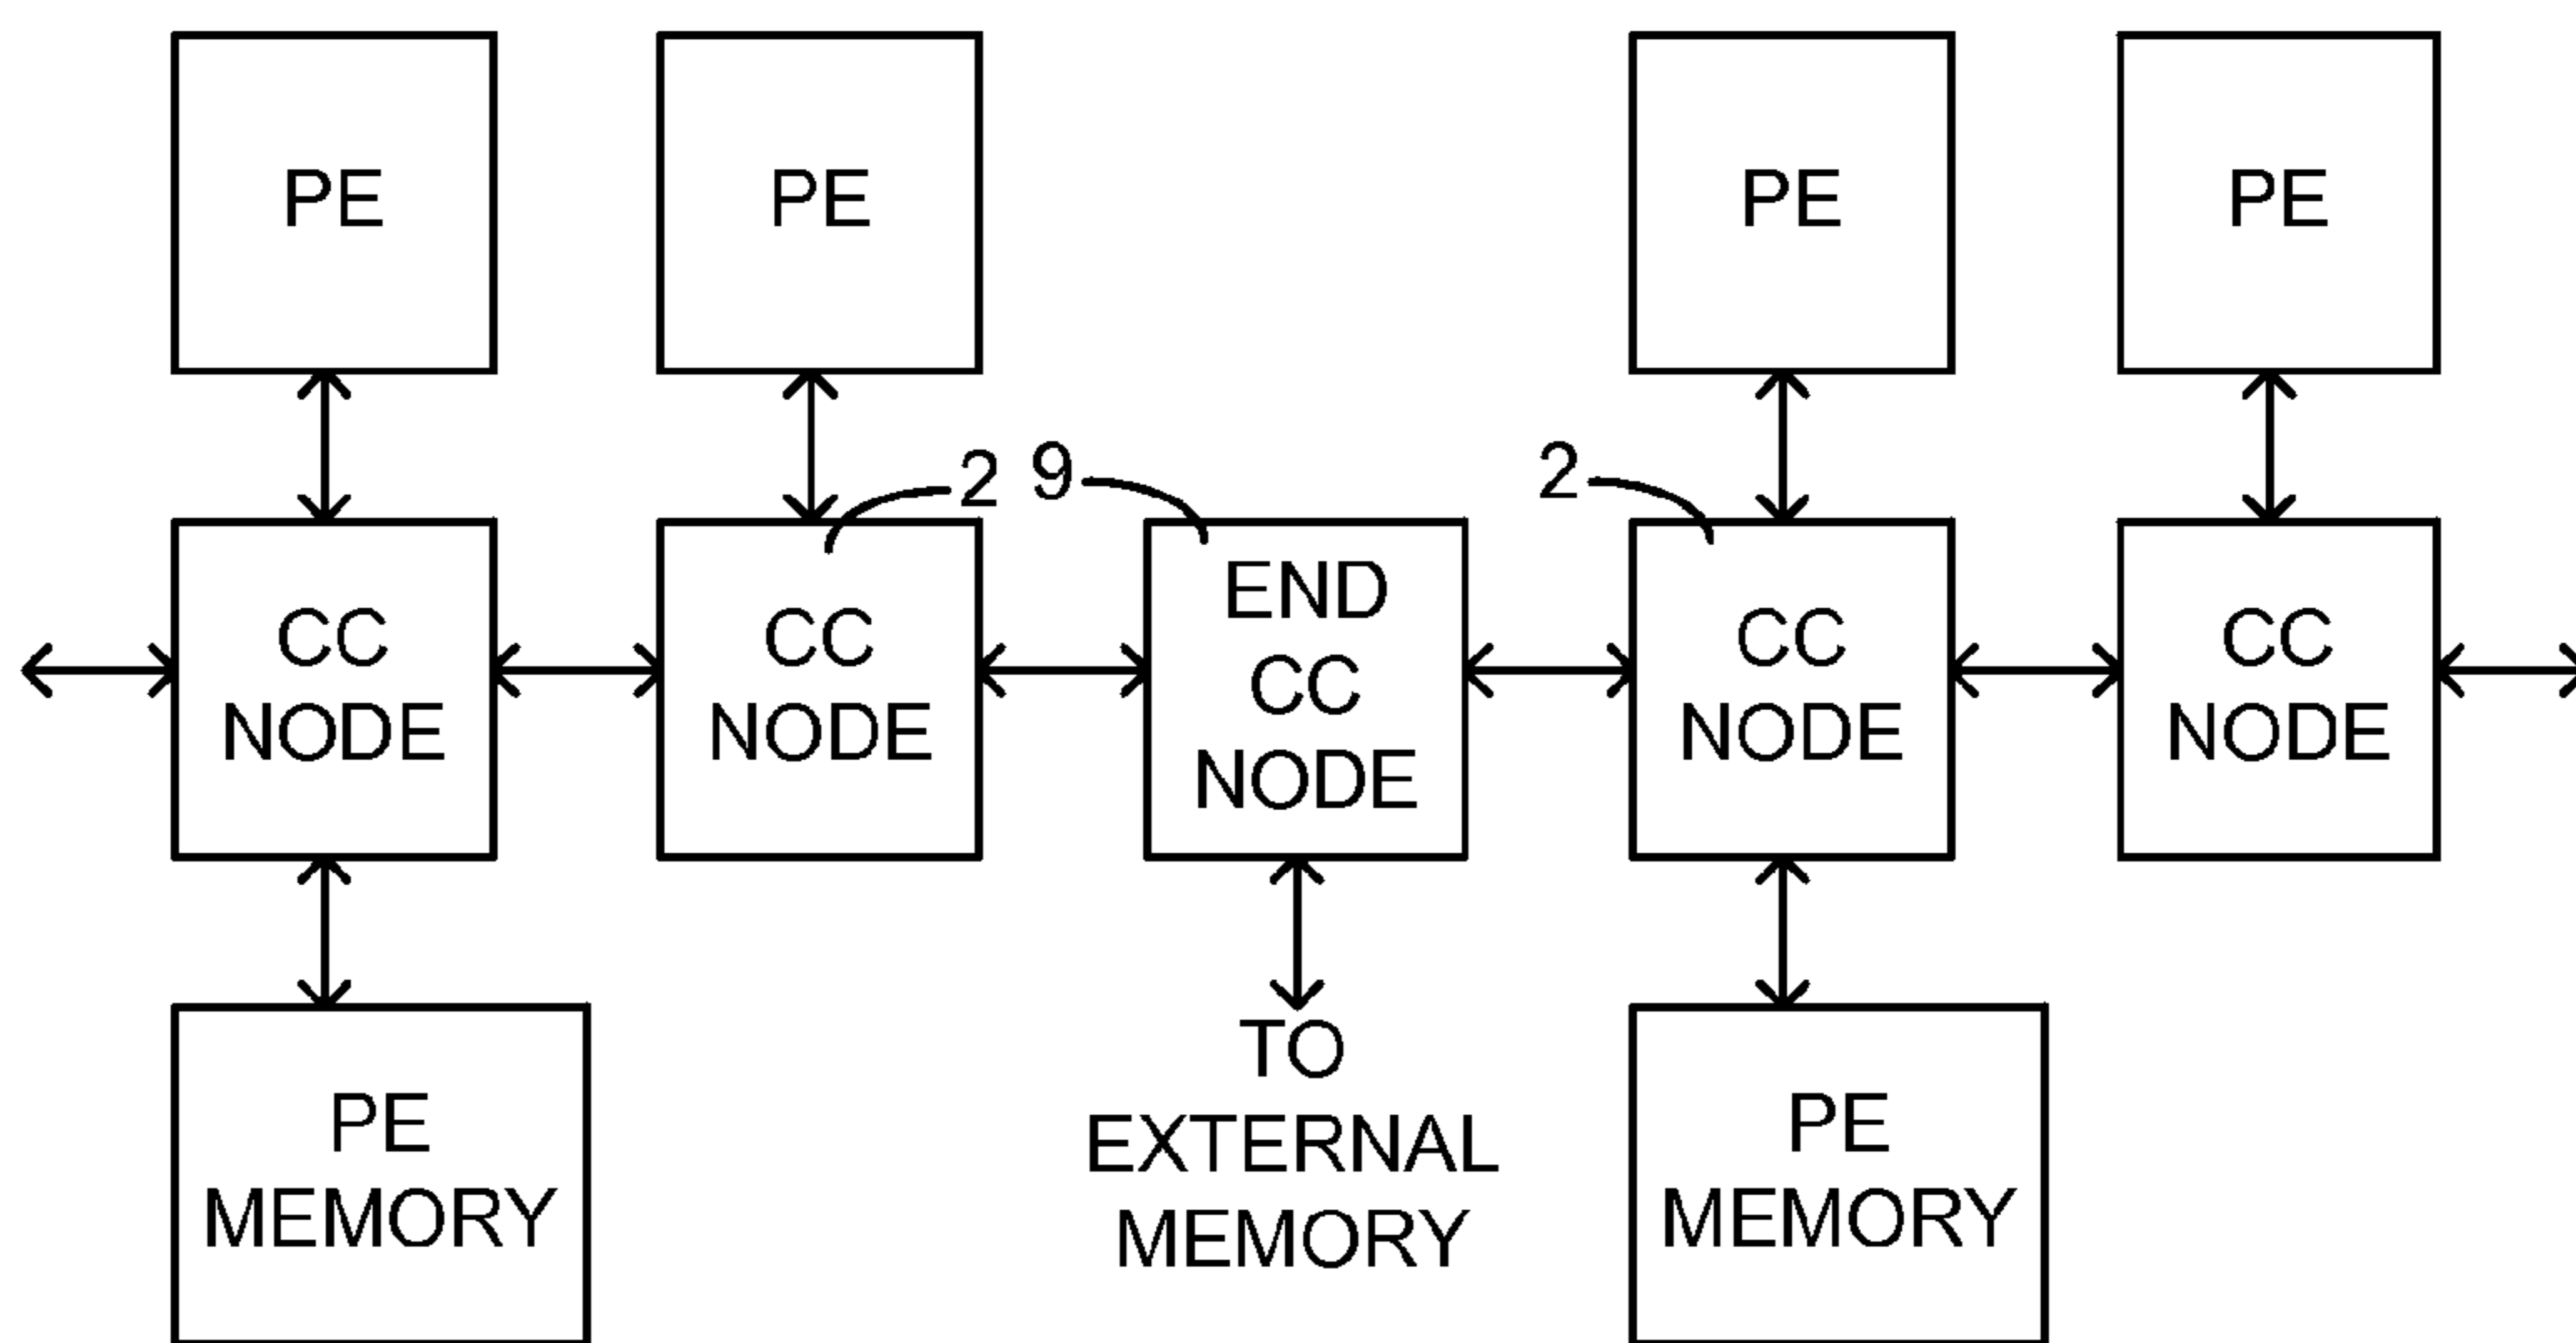 PE
PE
PE
PE
2
9
2
CC
NODE
CC
NODE
END
CC
NODE
CC
NODE
CC
NODE
PE
MEMORY
TO
EXTERNAL
MEMORY
PE
MEMORY